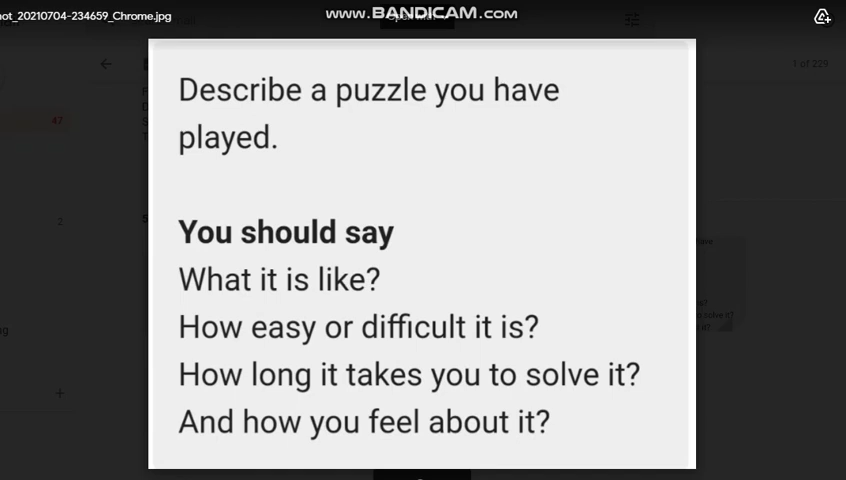 not_20210704-234659_Chrome.jpg
WWW.BANDICAM.COM
1 of 229
47
2
Describe a puzzle you have
played.
You should say
What it is like?
How easy or difficult it is?
How long it takes you to solve it?
And how you feel about it?